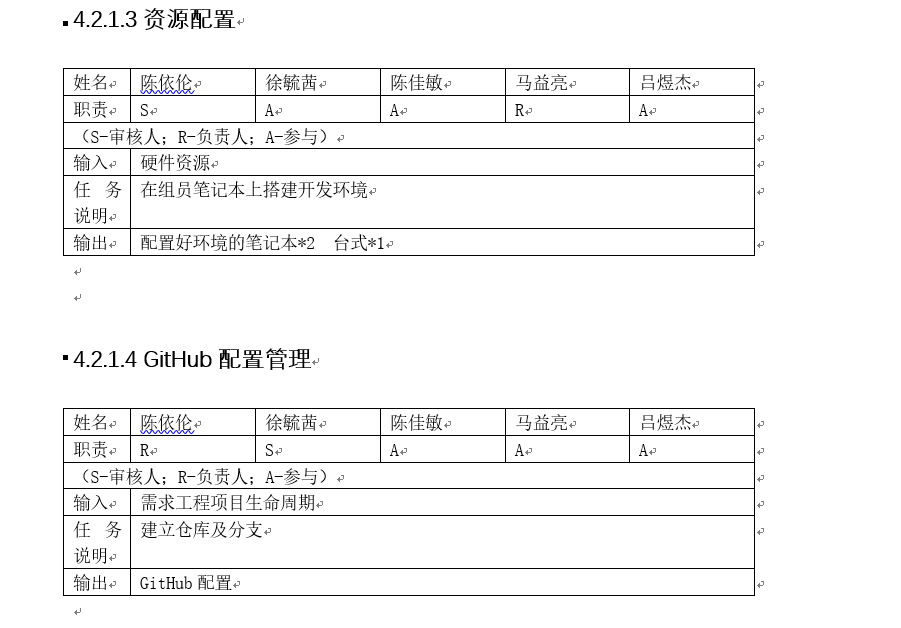 4.2.1.3 资源配置
姓名 陈依伦 徐毓茜 陈佳敏 马益亮 吕煜杰
职责 S A A R A
（S-审核人；R-负责人；A-参与）
输入 硬件资源
任务 在组员笔记本上搭建开发环境
说明
输出 配置好环境的笔记本*2 台式*1
4.2.1.4 GitHub 配置管理
姓名 陈依伦 徐毓茜 陈佳敏 马益亮 吕煜杰
职责 R S A A A
（S-审核人；R-负责人；A-参与）
输入 需求工程项目生命周期
任务 建立仓库及分支
说明
输出 GitHub 配置